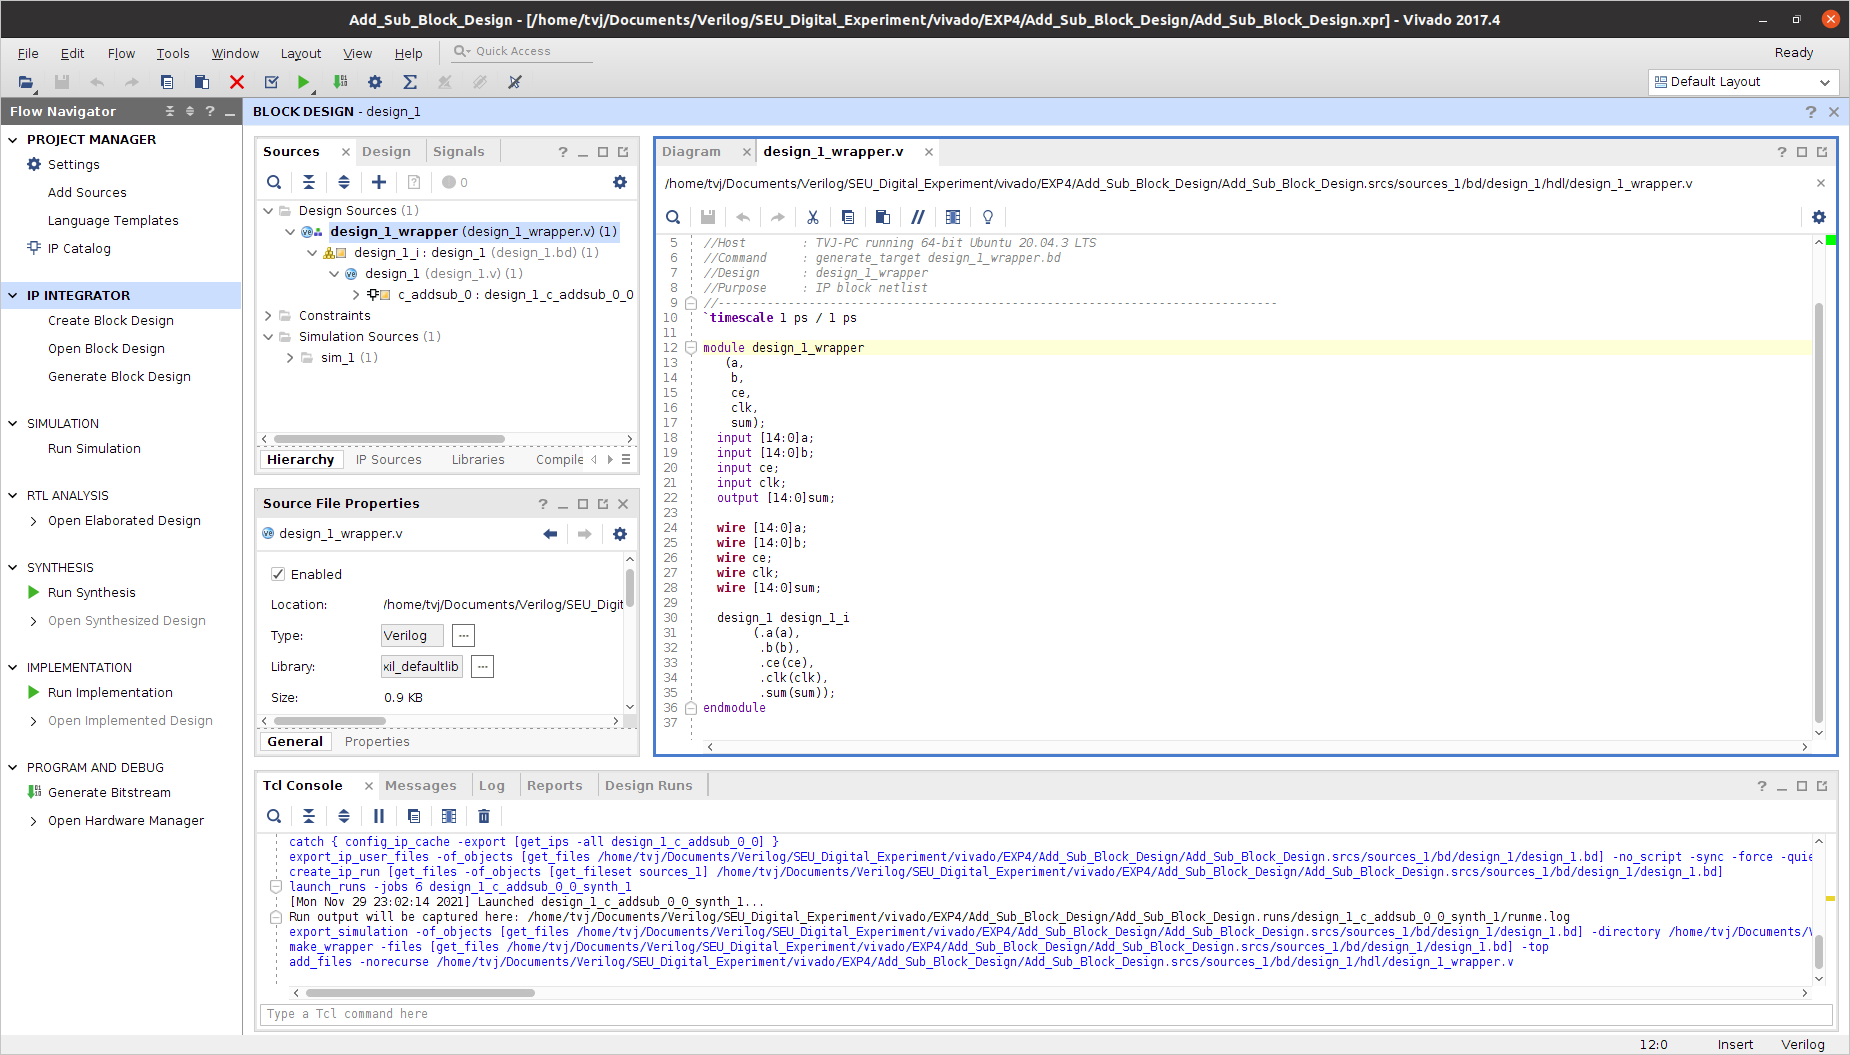 Add_Sub_Block_Design - [/home/tvj/Documents/Verilog/SEU_Digital_Experiment/vivado/EXP4/Add_Sub_Block_Design/Add_Sub_Block_Design.xpr] - Vivado 2017.4
File Edit Flow Tools Window Layout View Help Quick Access Ready
Default Layout
Flow Navigator
BLOCK DESIGN - design_1
PROJECT MANAGER
Settings
Add Sources
Language Templates
IP Catalog
IP INTEGRATOR
Create Block Design
Open Block Design
Generate Block Design
SIMULATION
Run Simulation
RTL ANALYSIS
Open Elaborated Design
SYNTHESIS
Run Synthesis
Open Synthesized Design
IMPLEMENTATION
Run Implementation
Open Implemented Design
PROGRAM AND DEBUG
Generate Bitstream
Open Hardware Manager
Sources Design Signals
0
Design Sources (1)
design_1_wrapper (design_1_wrapper.v) (1)
design_1_i : design_1 (design_1.bd) (1)
design_1 (design_1.v) (1)
c_addsub_0 : design_1_c_addsub_0_0
Constraints
Simulation Sources (1)
sim_1 (1)
Hierarchy IP Sources Libraries Compile
Source File Properties
design_1_wrapper.v
Enabled
Location: /home/tvj/Documents/Verilog/SEU_Digit
Type: Verilog ...
Library: xil_defaultlib ...
Size: 0.9 KB
General Properties
Diagram design_1_wrapper.v
/home/tvj/Documents/Verilog/SEU_Digital_Experiment/vivado/EXP4/Add_Sub_Block_Design/Add_Sub_Block_Design.srcs/sources_1/bd/design_1/hdl/design_1_wrapper.v
5 //Host : TVJ-PC running 64-bit Ubuntu 20.04.3 LTS
6 //Command : generate_target design_1_wrapper.bd
7 //Design : design_1_wrapper
8 //Purpose : IP block netlist
9 //--------------------------------------------------------------------------------
10 `timescale 1 ps / 1 ps
11
12 module design_1_wrapper
13 (a,
14 b,
15 ce,
16 clk,
17 sum);
18 input [14:0]a;
19 input [14:0]b;
20 input ce;
21 input clk;
22 output [14:0]sum;
23
24 wire [14:0]a;
25 wire [14:0]b;
26 wire ce;
27 wire clk;
28 wire [14:0]sum;
29
30 design_1 design_1_i
31 (.a(a),
32 .b(b),
33 .ce(ce),
34 .clk(clk),
35 .sum(sum));
36 endmodule
37
Tcl Console Messages Log Reports Design Runs
catch { config_ip_cache -export [get_ips -all design_1_c_addsub_0_0] }
export_ip_user_files -of_objects [get_files /home/tvj/Documents/Verilog/SEU_Digital_Experiment/vivado/EXP4/Add_Sub_Block_Design/Add_Sub_Block_Design.srcs/sources_1/bd/design_1/design_1.bd] -no_script -sync -force -quie
create_ip_run [get_files -of_objects [get_fileset sources_1] /home/tvj/Documents/Verilog/SEU_Digital_Experiment/vivado/EXP4/Add_Sub_Block_Design/Add_Sub_Block_Design.srcs/sources_1/bd/design_1/design_1.bd]
launch_runs -jobs 6 design_1_c_addsub_0_0_synth_1
[Mon Nov 29 23:02:14 2021] Launched design_1_c_addsub_0_0_synth_1...
Run output will be captured here: /home/tvj/Documents/Verilog/SEU_Digital_Experiment/vivado/EXP4/Add_Sub_Block_Design/Add_Sub_Block_Design.runs/design_1_c_addsub_0_0_synth_1/runme.log
export_simulation -of_objects [get_files /home/tvj/Documents/Verilog/SEU_Digital_Experiment/vivado/EXP4/Add_Sub_Block_Design/Add_Sub_Block_Design.srcs/sources_1/bd/design_1/design_1.bd] -directory /home/tvj/Documents/V
make_wrapper -files [get_files /home/tvj/Documents/Verilog/SEU_Digital_Experiment/vivado/EXP4/Add_Sub_Block_Design/Add_Sub_Block_Design.srcs/sources_1/bd/design_1/design_1.bd] -top
add_files -norecurse /home/tvj/Documents/Verilog/SEU_Digital_Experiment/vivado/EXP4/Add_Sub_Block_Design/Add_Sub_Block_Design.srcs/sources_1/bd/design_1/hdl/design_1_wrapper.v
Type a Tcl command here
12:0 Insert Verilog